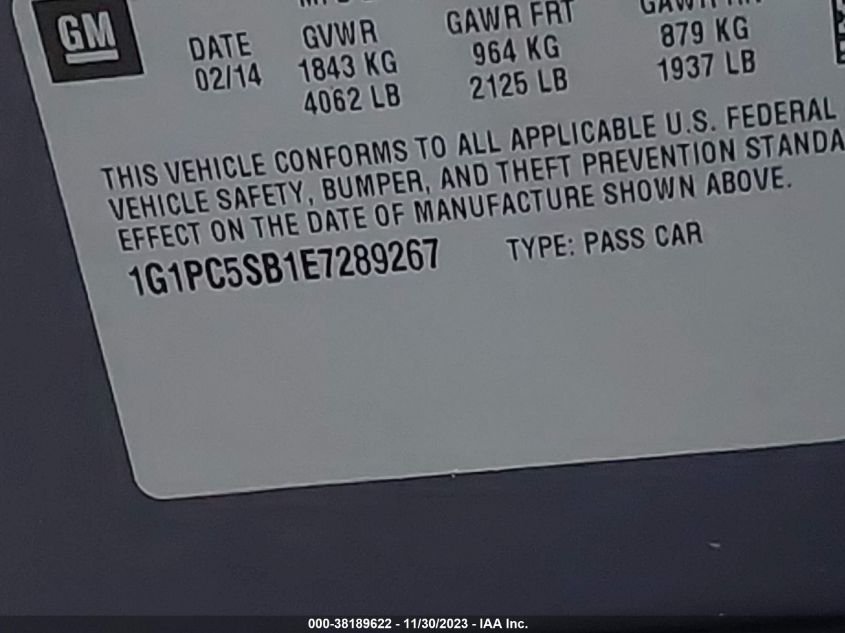 GM
DATE GVWR GAWR FRT GAWR RR
02/14 1843 KG 964 KG 879 KG
4062 LB 2125 LB 1937 LB
THIS VEHICLE CONFORMS TO ALL APPLICABLE U.S. FEDERAL
VEHICLE SAFETY, BUMPER, AND THEFT PREVENTION STANDA
EFFECT ON THE DATE OF MANUFACTURE SHOWN ABOVE.
1G1PC5SB1E7289267 TYPE: PASS CAR
000-38189622 - 11/30/2023 - IAA Inc.